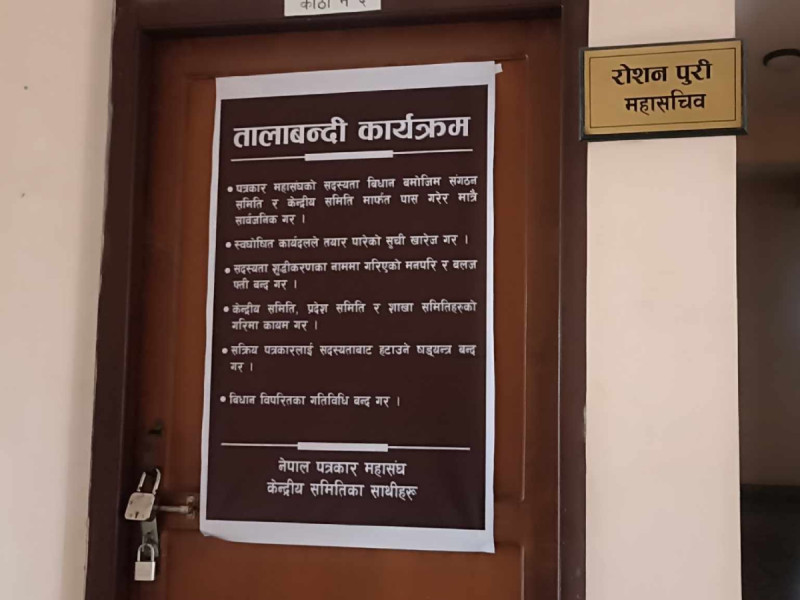 कोठा नं २
रोशन पुरी
महासचिव
तालाबन्दी कार्यक्रम
• पत्रकार महासंघको सदस्यता बिधान बमोजिम संगठन
समिति र केन्द्रीय समिति मार्फत पास गरेर मात्रै
सार्वजनिक गर ।
• स्वघोषित कार्यदलले तयार पारेको सुची खारेज गर ।
• सदस्यता शुद्धीकरणका नाममा गरिएको मनपरि र बलज
फ्ती बन्द गर ।
• केन्द्रीय समिति, प्रदेश समिति र शाखा समितिहरुको
गरिमा कायम गर ।
• सक्रिय पत्रकारलाई सदस्यताबाट हटाउने षड्यन्त्र बन्द
गर ।
• बिधान विपरितका गतिविधि बन्द गर ।
नेपाल पत्रकार महासंघ
केन्द्रीय समितिका साथीहरू